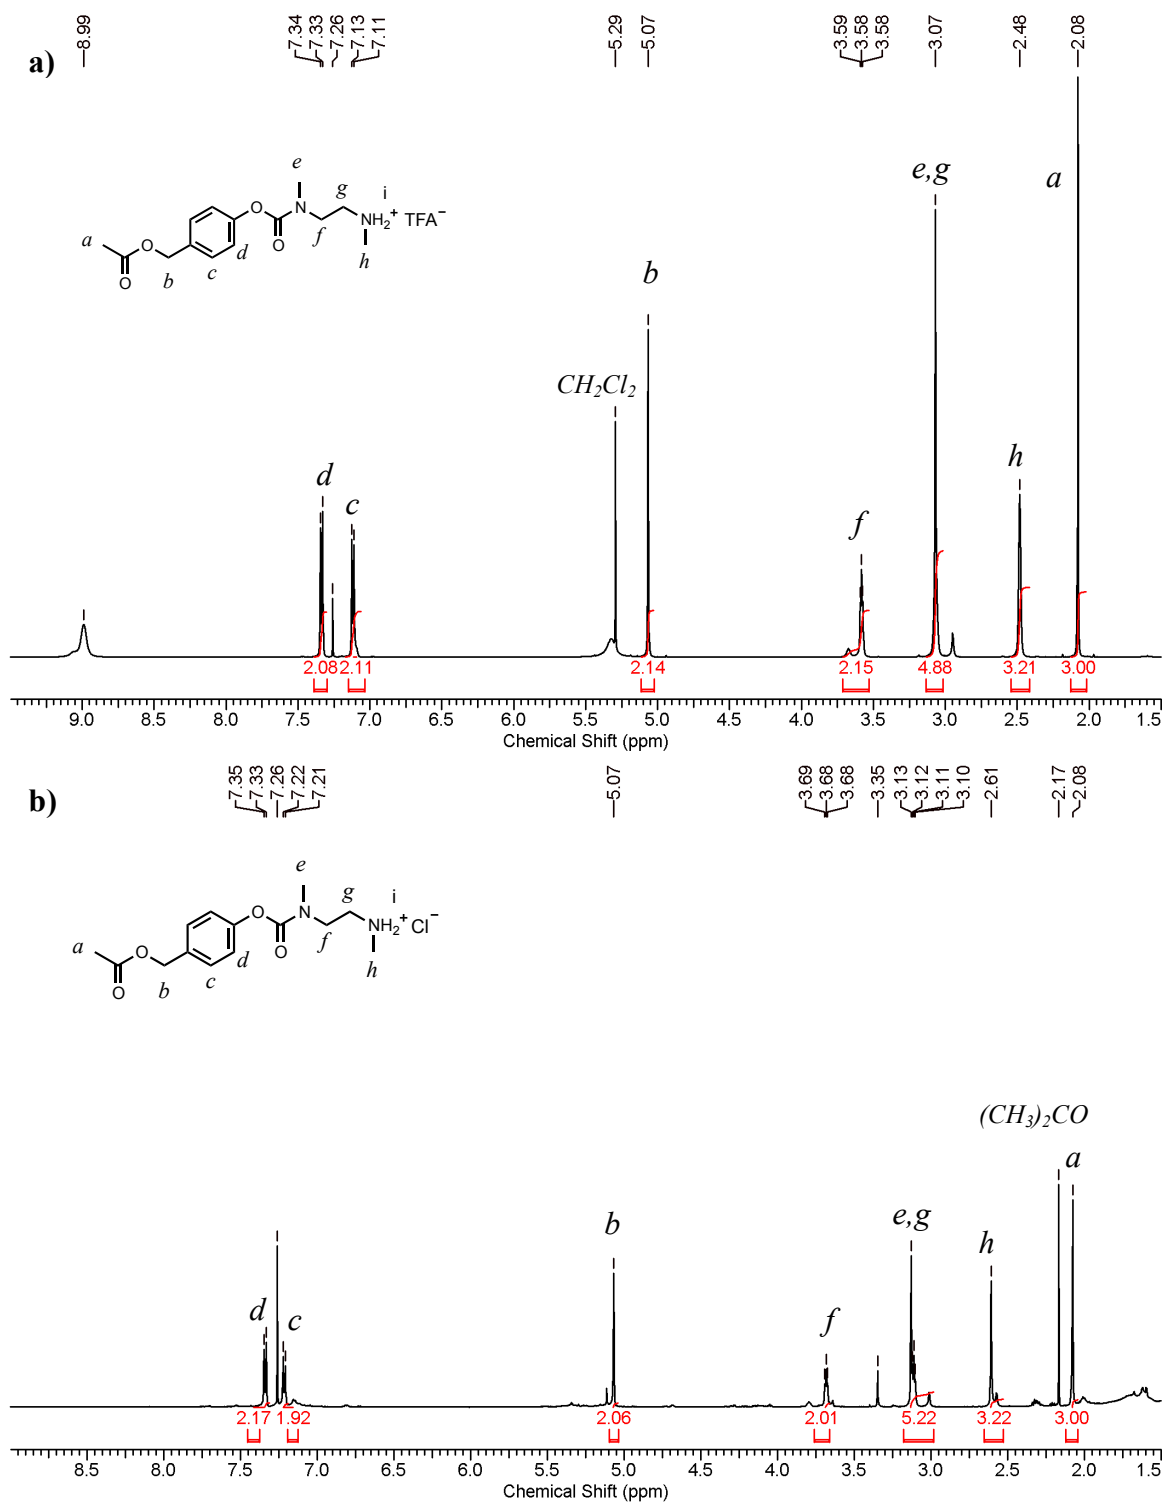 8.99 7.34 7.33 7.26 7.13 7.11 5.29 5.07 3.59 3.58 3.58 3.07 2.48 2.08
a)
e
g
i
O
N
NH2+ TFA−
a
O
O
f
d
h
c
b
O
e,g
a
b
CH2Cl2
d
c
f
h
2.08 2.11 2.14 2.15 4.88 3.21 3.00
9.0 8.5 8.0 7.5 7.0 6.5 6.0 5.5 5.0 4.5 4.0 3.5 3.0 2.5 2.0 1.5
Chemical Shift (ppm)
7.35 7.33 7.26 7.22 7.21 5.07 3.69 3.68 3.68 3.35 3.13 3.12 3.11 3.10 2.61 2.17 2.08
b)
e
g
i
O
N
NH2+ Cl−
a
O
O
f
d
h
c
b
O
(CH3)2CO
a
b
e,g
h
d
c
f
2.17 1.92 2.06 2.01 5.22 3.22 3.00
8.5 8.0 7.5 7.0 6.5 6.0 5.5 5.0 4.5 4.0 3.5 3.0 2.5 2.0 1.5
Chemical Shift (ppm)